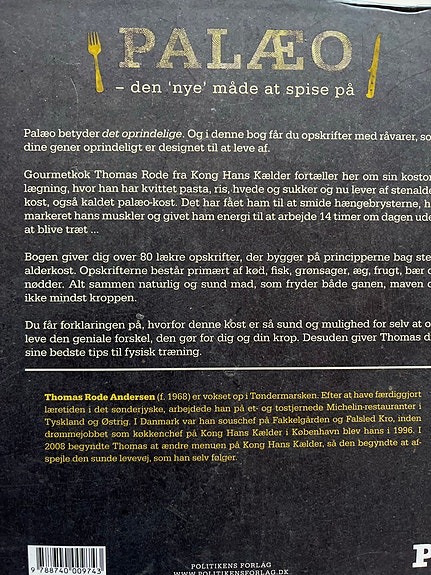 PALÆO
– den 'nye' måde at spise på
Palæo betyder det oprindelige. Og i denne bog får du opskrifter med råvarer, so
dine gener oprindeligt er designet til at leve af.
Gourmetkok Thomas Rode fra Kong Hans Kælder fortæller her om sin koston
lægning, hvor han har kvittet pasta, ris, hvede og sukker og nu lever af stenalde
kost, også kaldet palæo-kost. Det har fået ham til at smide hængebrysterne, h
markeret hans muskler og givet ham energi til at arbejde 14 timer om dagen ude
at blive træt ...
Bogen giver dig over 80 lækre opskrifter, der bygger på principperne bag ste
alderkost. Opskrifterne består primært af kød, fisk, grønsager, æg, frugt, bær o
nødder. Alt sammen naturlig og sund mad, som fryder både ganen, maven o
ikke mindst kroppen.
Du får forklaringen på, hvorfor denne kost er så sund og mulighed for selv at o
leve den geniale forskel, den gør for dig og din krop. Desuden giver Thomas d
sine bedste tips til fysisk træning.
Thomas Rode Andersen (f. 1968) er vokset op i Tøndermarsken. Efter at have færdiggjort
læretiden i det sønderjyske, arbejdede han på et- og tostjernede Michelin-restauranter i
Tyskland og Østrig. I Danmark var han souschef på Fakkelgården og Falsled Kro, inden
drømmejobbet som køkkenchef på Kong Hans Kælder i København blev hans i 1996. I
2008 begyndte Thomas at ændre menuen på Kong Hans Kælder, så den begyndte at af-
spejle den sunde levevej, som han selv følger.
9 788740 009743
POLITIKENS FORLAG
WWW.POLITIKENSFORLAG.DK
P